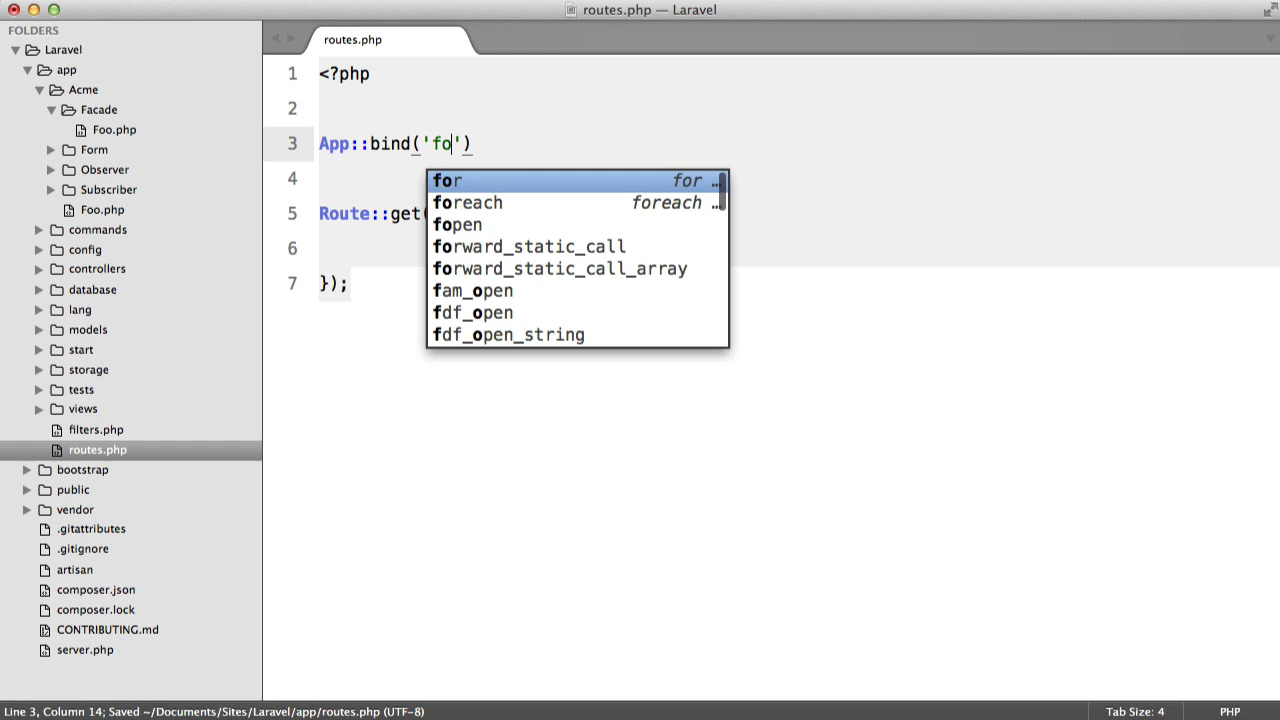 routes.php — Laravel
FOLDERS
Laravel
app
Acme
Facade
Foo.php
Form
Observer
Subscriber
Foo.php
commands
config
controllers
database
lang
models
start
storage
tests
views
filters.php
routes.php
bootstrap
public
vendor
.gitattributes
.gitignore
artisan
composer.json
composer.lock
CONTRIBUTING.md
server.php
routes.php
1 <?php
2
3 App::bind('fo')
4
5 Route::get(
6
7 });
for for …
foreach foreach …
fopen
forward_static_call
forward_static_call_array
fam_open
fdf_open
fdf_open_string
Line 3, Column 14; Saved ~/Documents/Sites/Laravel/app/routes.php (UTF-8) Tab Size: 4 PHP